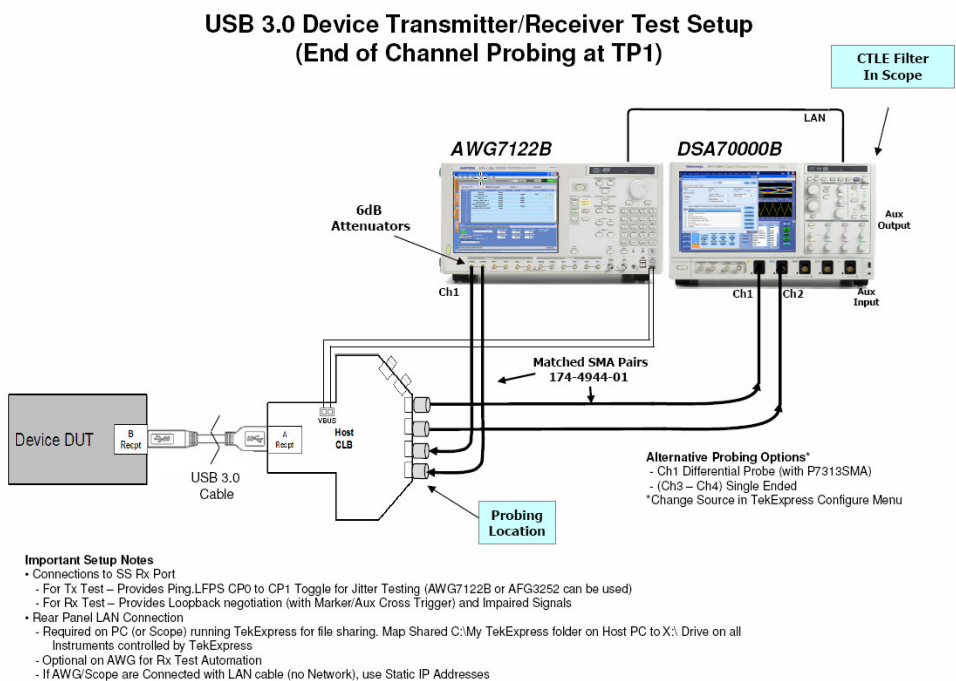 USB 3.0 Device Transmitter/Receiver Test Setup
(End of Channel Probing at TP1)
CTLE Filter
In Scope
LAN
AWG7122B
DSA70000B
6dB
Attenuators
Aux
Output
Ch1
Ch1
Ch2
Aux
Input
Matched SMA Pairs
174-4944-01
VBUS
Device DUT
B
Recpt
A
Recpt
Host
CLB
USB 3.0
Cable
Alternative Probing Options*
- Ch1 Differential Probe (with P7313SMA)
- (Ch3 – Ch4) Single Ended
*Change Source in TekExpress Configure Menu
Probing
Location
Important Setup Notes
• Connections to SS Rx Port
- For Tx Test – Provides Ping.LFPS CP0 to CP1 Toggle for Jitter Testing (AWG7122B or AFG3252 can be used)
- For Rx Test – Provides Loopback negotiation (with Marker/Aux Cross Trigger) and Impaired Signals
• Rear Panel LAN Connection
- Required on PC (or Scope) running TekExpress for file sharing. Map Shared C:\My TekExpress folder on Host PC to X:\ Drive on all
Instruments controlled by TekExpress
- Optional on AWG for Rx Test Automation
- If AWG/Scope are Connected with LAN cable (no Network), use Static IP Addresses